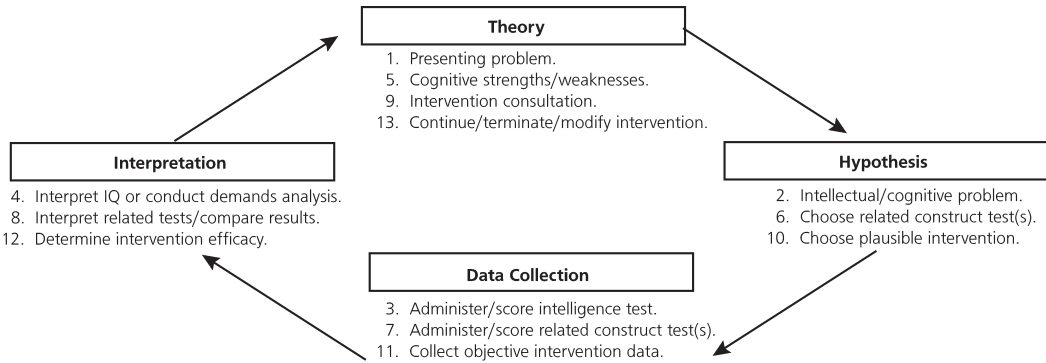 Theory
1. Presenting problem.
5. Cognitive strengths/weaknesses.
9. Intervention consultation.
13. Continue/terminate/modify intervention.
Interpretation
4. Interpret IQ or conduct demands analysis.
8. Interpret related tests/compare results.
12. Determine intervention efficacy.
Hypothesis
2. Intellectual/cognitive problem.
6. Choose related construct test(s).
10. Choose plausible intervention.
Data Collection
3. Administer/score intelligence test.
7. Administer/score related construct test(s).
11. Collect objective intervention data.